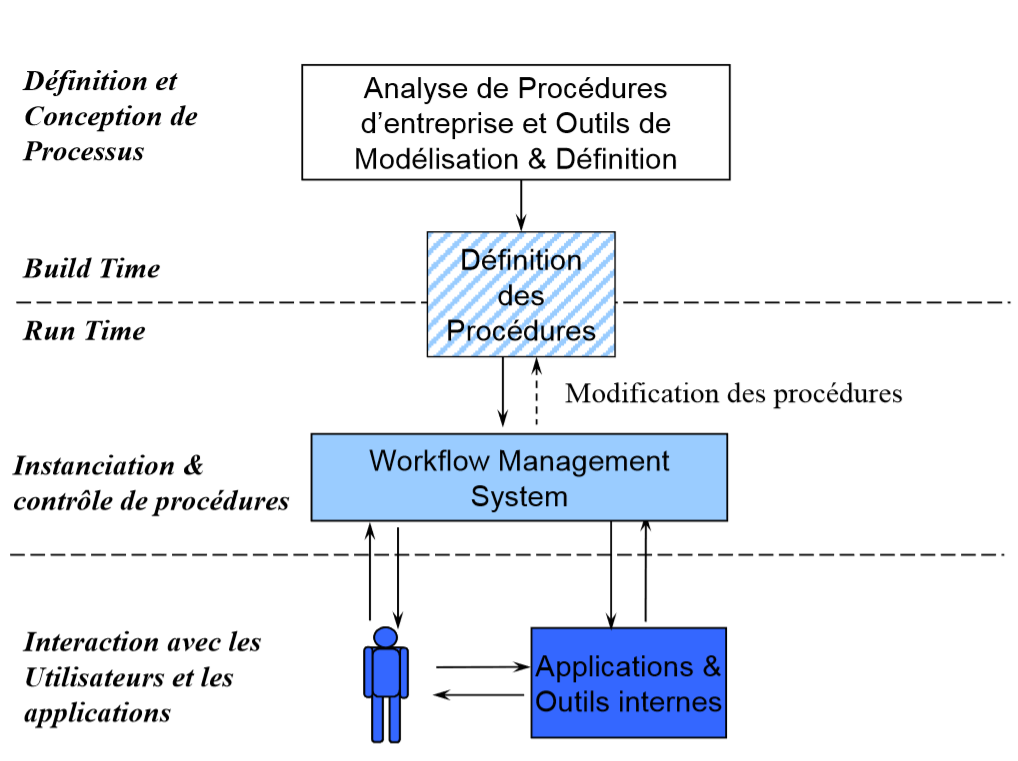 Définition et
Conception de
Processus
Analyse de Procédures
d’entreprise et Outils de
Modélisation & Définition
Build Time
Définition
des
Procédures
Run Time
Modification des procédures
Instanciation &
contrôle de procédures
Workflow Management
System
Interaction avec les
Utilisateurs et les
applications
Applications &
Outils internes